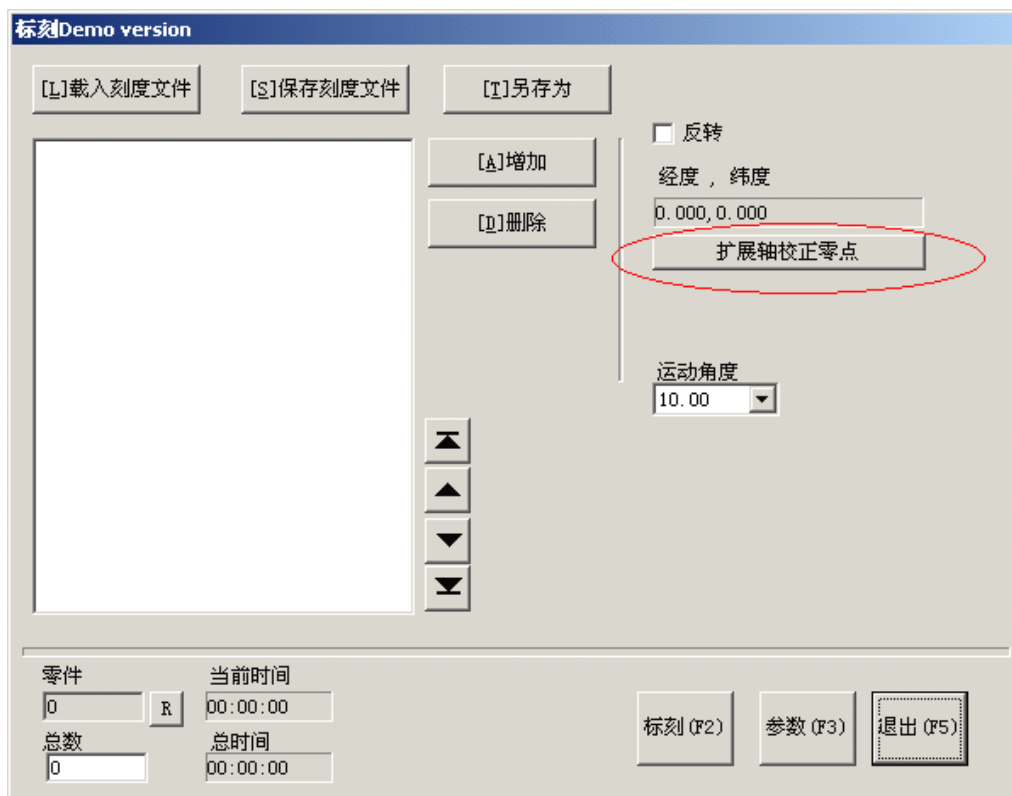 标刻Demo version
[L]载入刻度文件
[S]保存刻度文件
[T]另存为
[A]增加
[D]删除
反转
经度 , 纬度
0.000,0.000
扩展轴校正零点
运动角度
10.00
零件
0
R
当前时间
00:00:00
总数
0
总时间
00:00:00
标刻(F2)
参数(F3)
退出(F5)